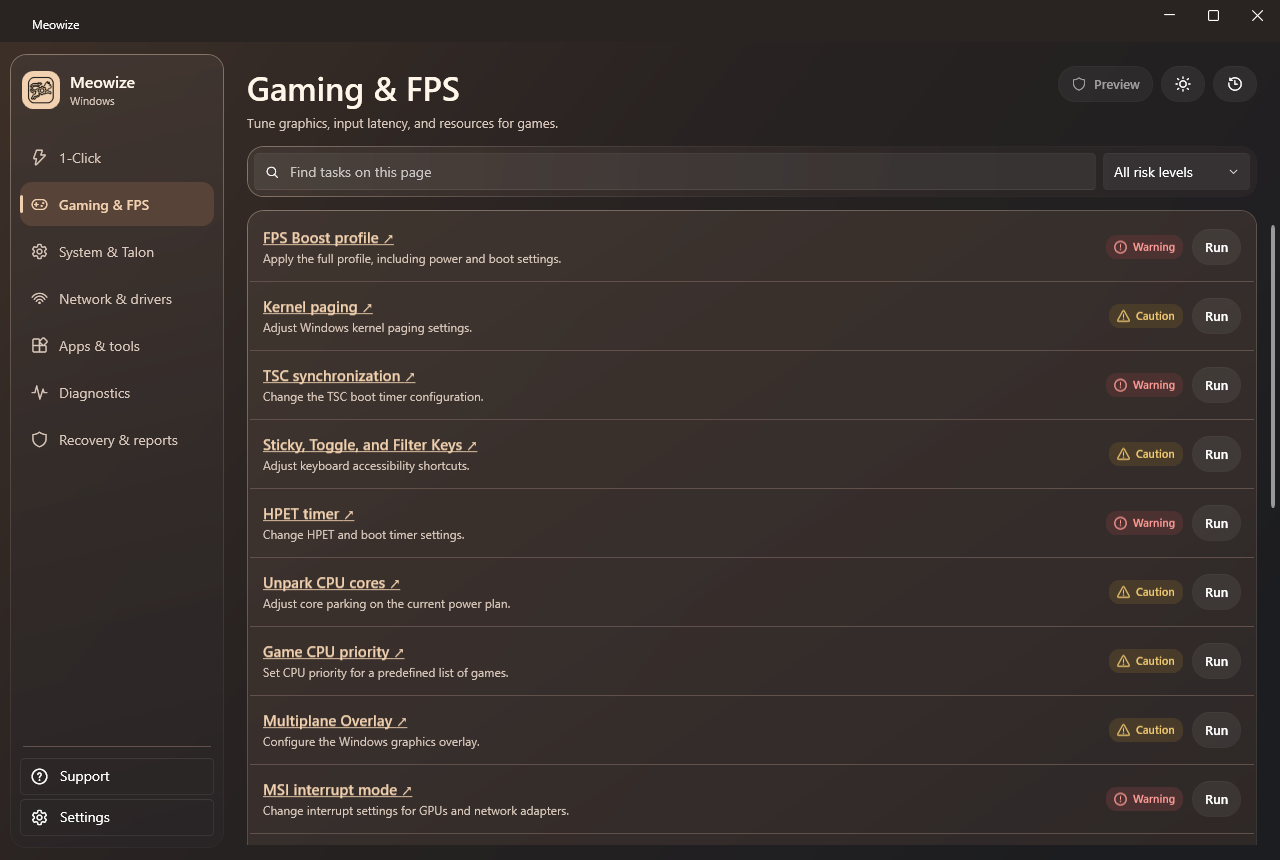 Meowize
Meowize
Windows
1-Click
Gaming & FPS
System & Talon
Network & drivers
Apps & tools
Diagnostics
Recovery & reports
Support
Settings
Gaming & FPS
Tune graphics, input latency, and resources for games.
Preview
Find tasks on this page
All risk levels
FPS Boost profile ↗
Apply the full profile, including power and boot settings.
Warning
Run
Kernel paging ↗
Adjust Windows kernel paging settings.
Caution
Run
TSC synchronization ↗
Change the TSC boot timer configuration.
Warning
Run
Sticky, Toggle, and Filter Keys ↗
Adjust keyboard accessibility shortcuts.
Caution
Run
HPET timer ↗
Change HPET and boot timer settings.
Warning
Run
Unpark CPU cores ↗
Adjust core parking on the current power plan.
Caution
Run
Game CPU priority ↗
Set CPU priority for a predefined list of games.
Caution
Run
Multiplane Overlay ↗
Configure the Windows graphics overlay.
Caution
Run
MSI interrupt mode ↗
Change interrupt settings for GPUs and network adapters.
Warning
Run